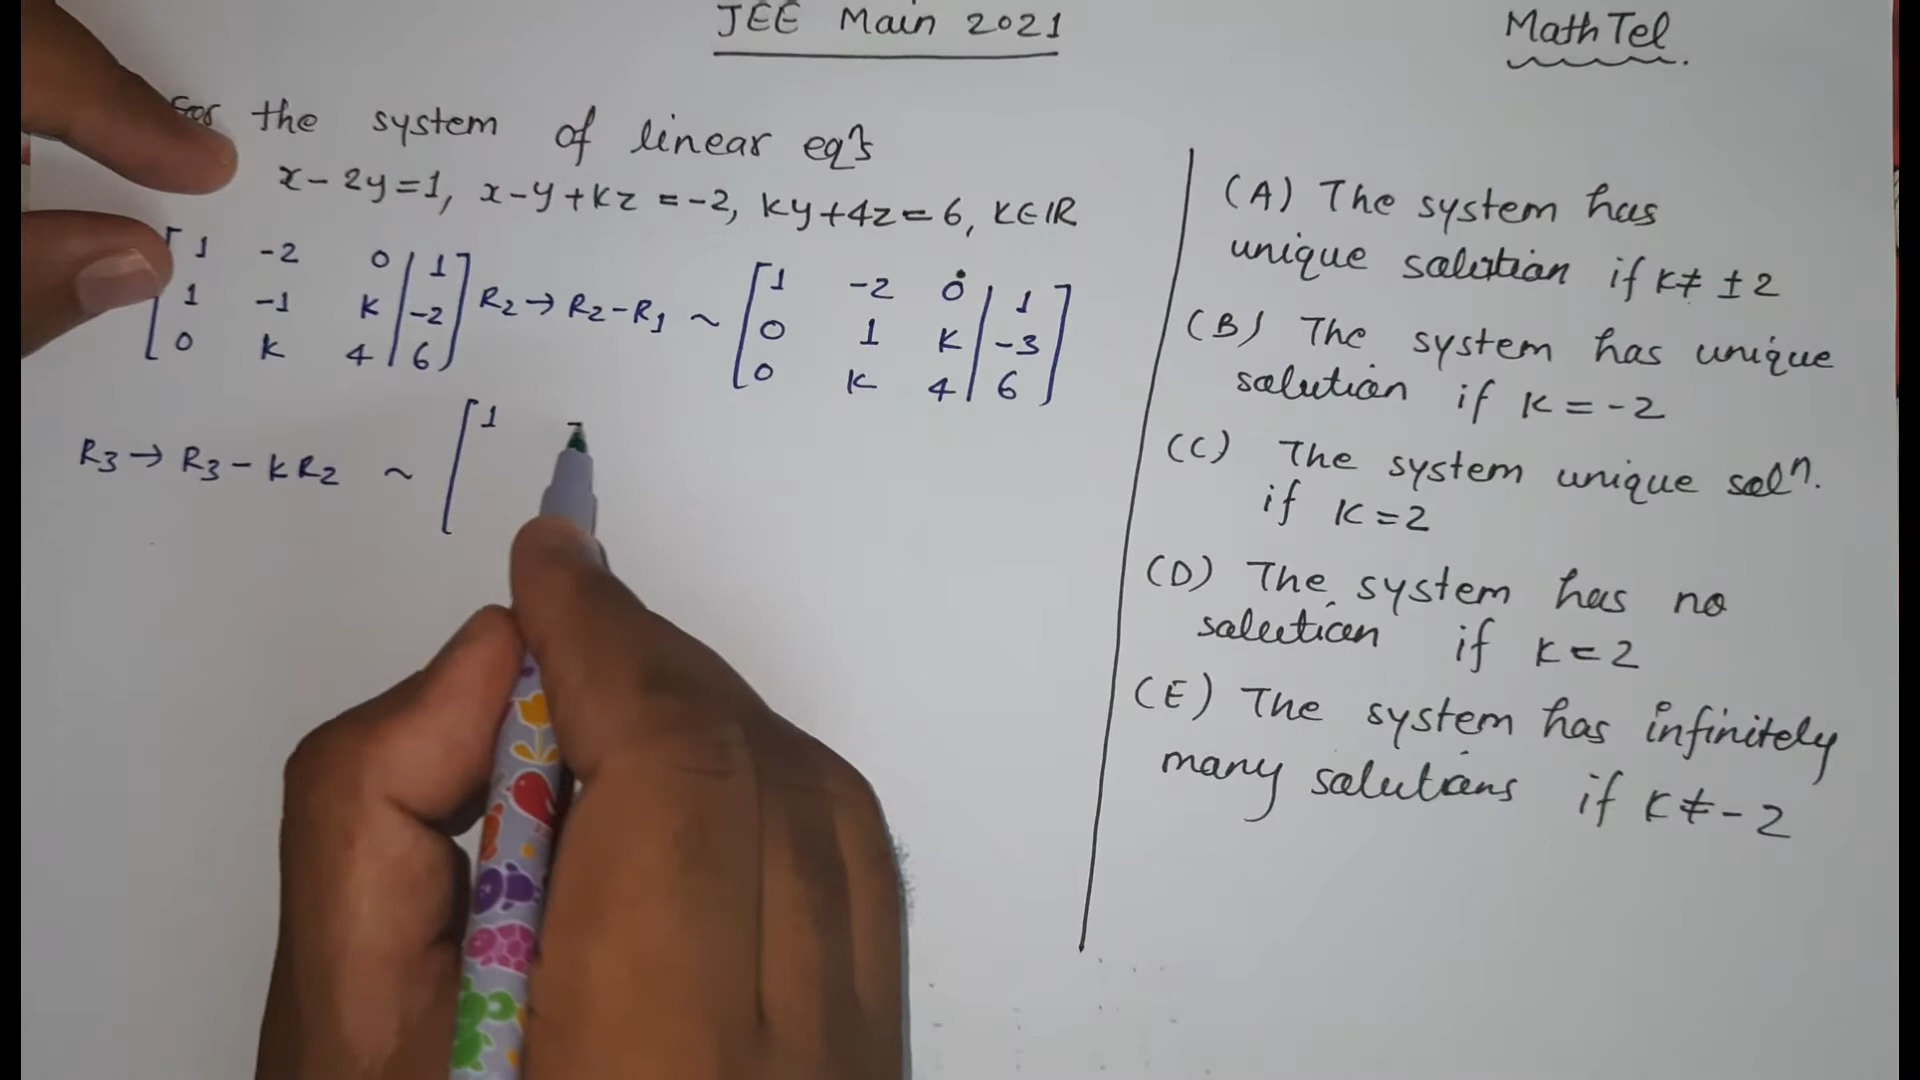 JEE Main 2021
MathTel
For the system of linear eqⁿs
x - 2y = 1, x - y + kz = -2, ky + 4z = 6, k ∈ IR
[ 1 -2 0 | 1 ] R2 → R2 - R1 ~ [ 1 -2 0 | 1 ]
[ 1 -1 k | -2 ] [ 0 1 k | -3 ]
[ 0 k 4 | 6 ] [ 0 k 4 | 6 ]
R3 → R3 - kR2 ~ [ 1 -
(A) The system has
unique solution if k ≠ ±2
(B) The system has unique
solution if k = -2
(C) The system unique solⁿ.
if k = 2
(D) The system has no
solution if k = 2
(E) The system has infinitely
many solutions if k ≠ -2